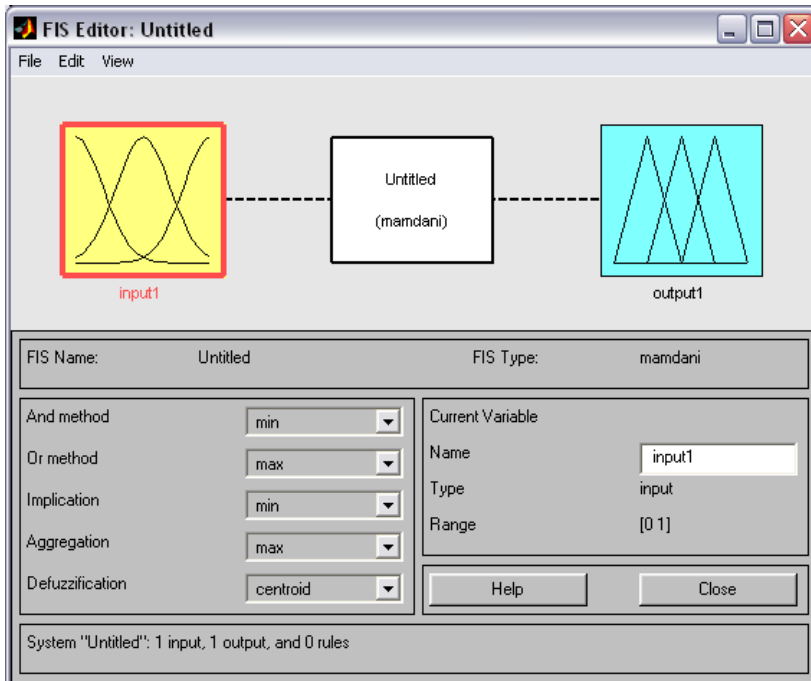 FIS Editor: Untitled
File Edit View
Untitled
(mamdani)
input1
output1
FIS Name: Untitled FIS Type: mamdani
And method min
Or method max
Implication min
Aggregation max
Defuzzification centroid
Current Variable
Name input1
Type input
Range [0 1]
Help Close
System "Untitled": 1 input, 1 output, and 0 rules